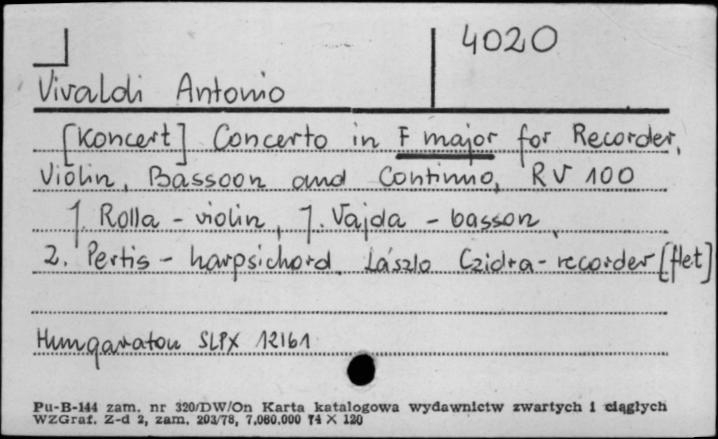 4020
Vivaldi Antonio
[Koncert] Concerto in F major for Recorder,
Violin, Bassoon and Continuo, RV 100
J. Rolla - violin, J. Vajda - basson,
Z. Pertis - harpsichord. László Czidra - recorder [flet]
Hungaraton SLPX 12161
Pu-B-144 zam. nr 320/DW/On Karta katalogowa wydawnictw zwartych i ciągłych
WZGraf. Z-d 2, zam. 203/78, 7.060.000 74 X 120